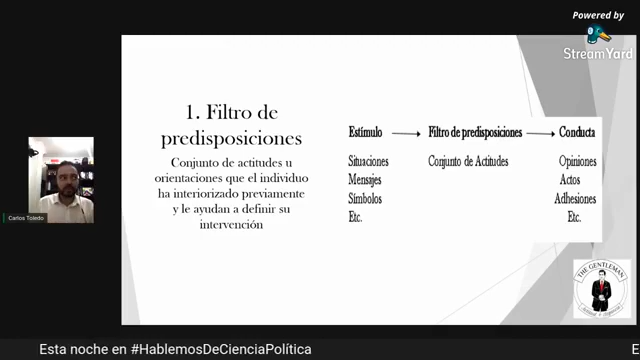 Powered by
StreamYard
1. Filtro de
predisposiciones
Conjunto de actitudes u
orientaciones que el individuo
ha interiorizado previamente
y le ayudan a definir su
intervención
Estímulo Filtro de predisposiciones Conducta
Situaciones Conjunto de Actitudes Opiniones
Mensajes Actos
Símbolos Adhesiones
Etc. Etc.
Carlos Toledo
THE GENTLEMAN
Esta noche en #HablemosDeCienciaPolítica
E